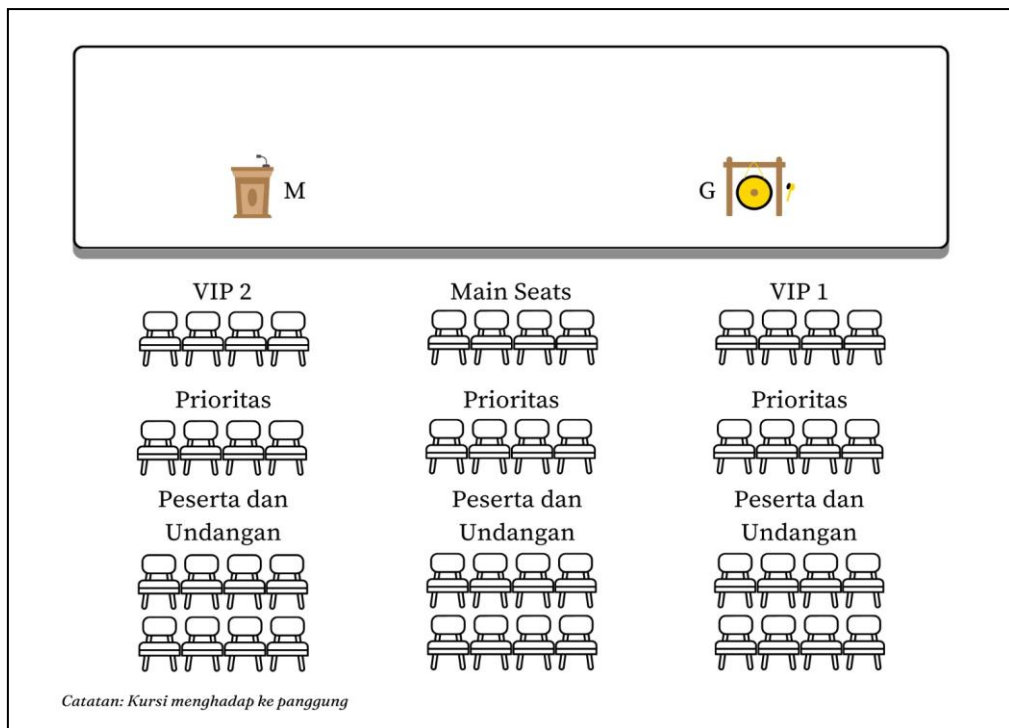 M
G
VIP 2
Main Seats
VIP 1
Prioritas
Prioritas
Prioritas
Peserta dan
Undangan
Peserta dan
Undangan
Peserta dan
Undangan
Catatan: Kursi menghadap ke panggung